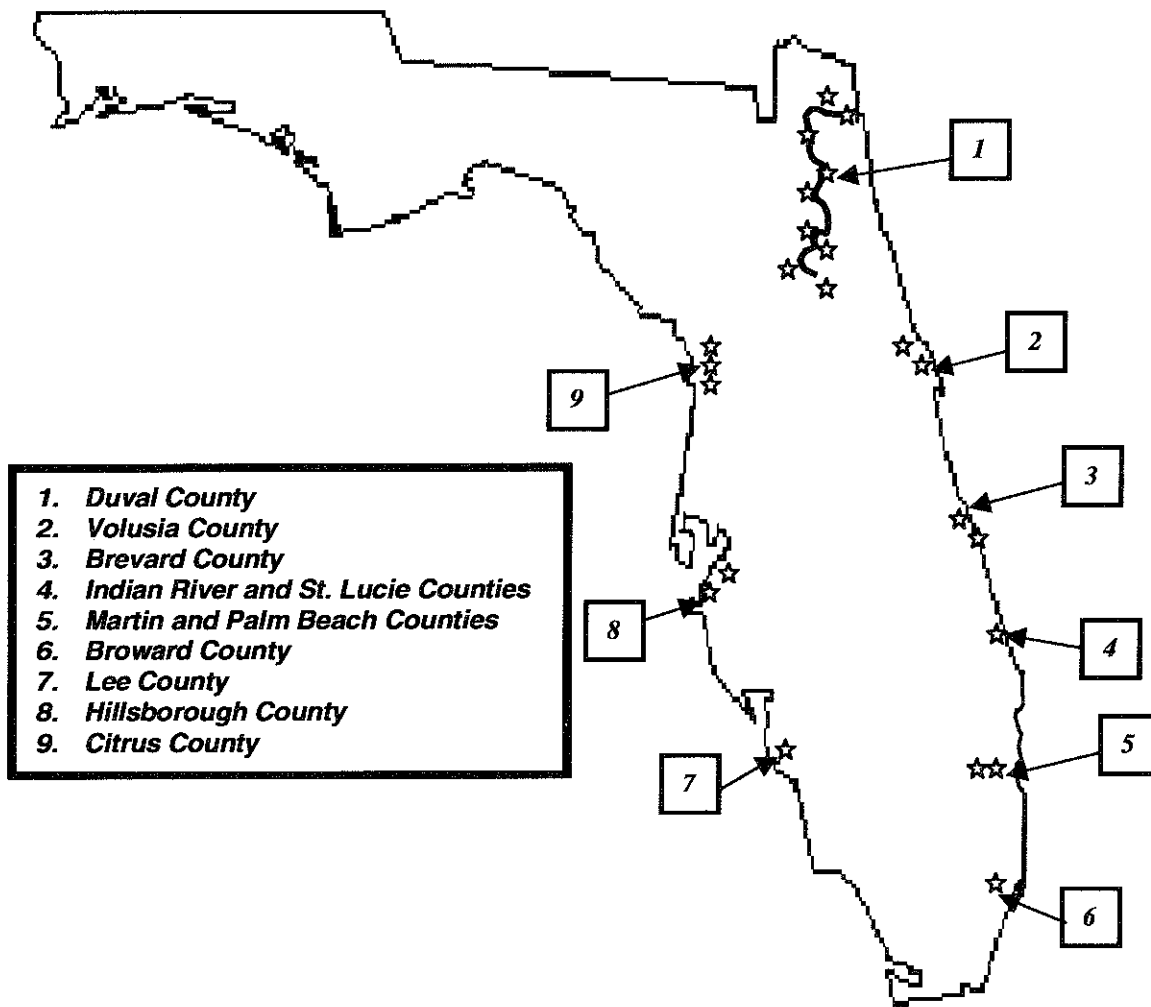 1
2
9
3
1. Duval County
2. Volusia County
3. Brevard County
4. Indian River and St. Lucie Counties
5. Martin and Palm Beach Counties
6. Broward County
7. Lee County
8. Hillsborough County
9. Citrus County
8
4
5
7
6